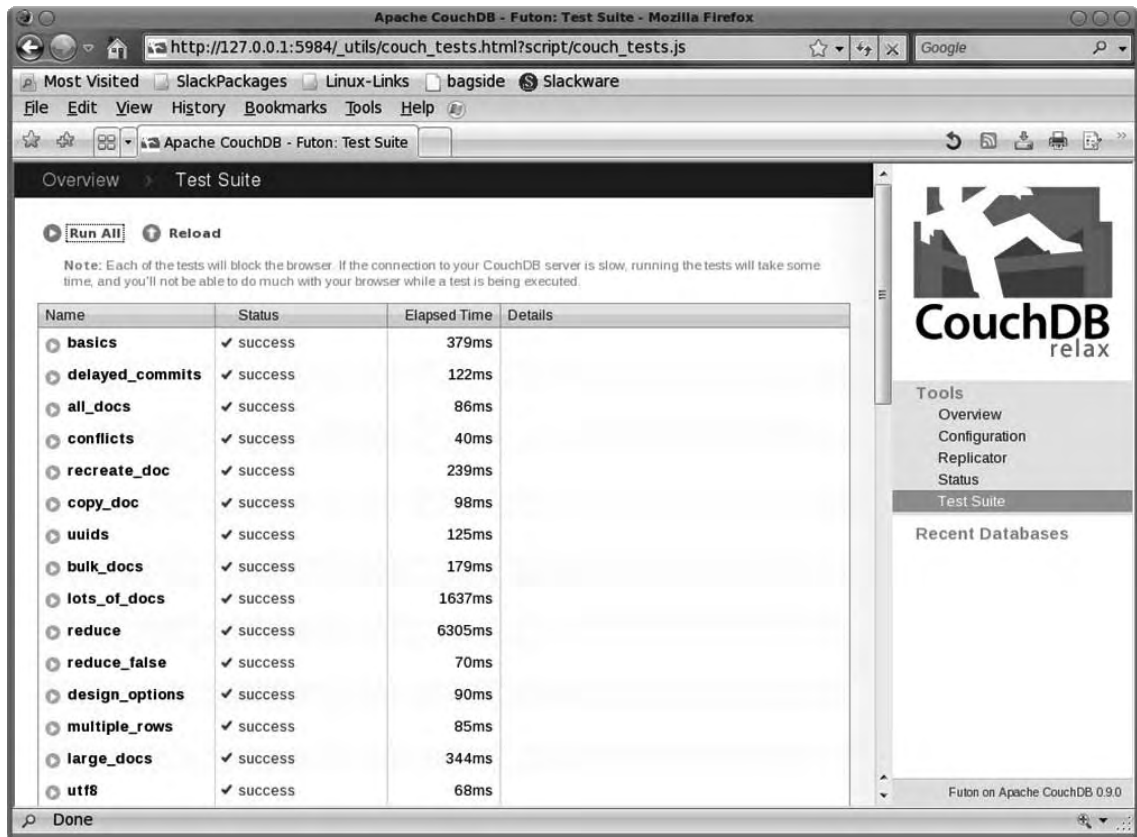 Apache CouchDB - Futon: Test Suite - Mozilla Firefox
http://127.0.0.1:5984/_utils/couch_tests.html?script/couch_tests.js
Google
Most Visited SlackPackages Linux-Links bagside Slackware
File Edit View History Bookmarks Tools Help
Apache CouchDB - Futon: Test Suite
Overview Test Suite
Run All Reload
Note: Each of the tests will block the browser. If the connection to your CouchDB server is slow, running the tests will take some
time, and you'll not be able to do much with your browser while a test is being executed.
Name Status Elapsed Time Details
basics ✓ success 379ms
delayed_commits ✓ success 122ms
all_docs ✓ success 86ms
conflicts ✓ success 40ms
recreate_doc ✓ success 239ms
copy_doc ✓ success 98ms
uuids ✓ success 125ms
bulk_docs ✓ success 179ms
lots_of_docs ✓ success 1637ms
reduce ✓ success 6305ms
reduce_false ✓ success 70ms
design_options ✓ success 90ms
multiple_rows ✓ success 85ms
large_docs ✓ success 344ms
utf8 ✓ success 68ms
CouchDB
relax
Tools
Overview
Configuration
Replicator
Status
Test Suite
Recent Databases
Futon on Apache CouchDB 0.9.0
Done